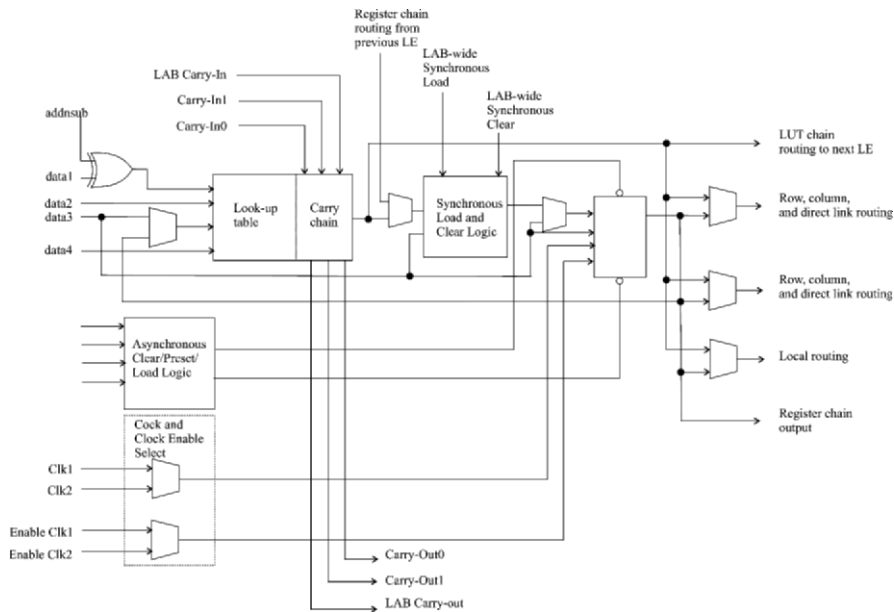 Register chain
routing from
previous LE
LAB-wide
Synchronous
Load
LAB Carry-In
LAB-wide
Synchronous
Clear
Carry-In1
Carry-In0
addnsub
data1
data2
data3
data4
Look-up
table
Carry
chain
Synchronous
Load and
Clear Logic
LUT chain
routing to next LE
Row, column,
and direct link routing
Row, column,
and direct link routing
Local routing
Register chain
output
Asynchronous
Clear/Preset/
Load Logic
Cock and
Clock Enable
Select
Clk1
Clk2
Enable Clk1
Enable Clk2
Carry-Out0
Carry-Out1
LAB Carry-out